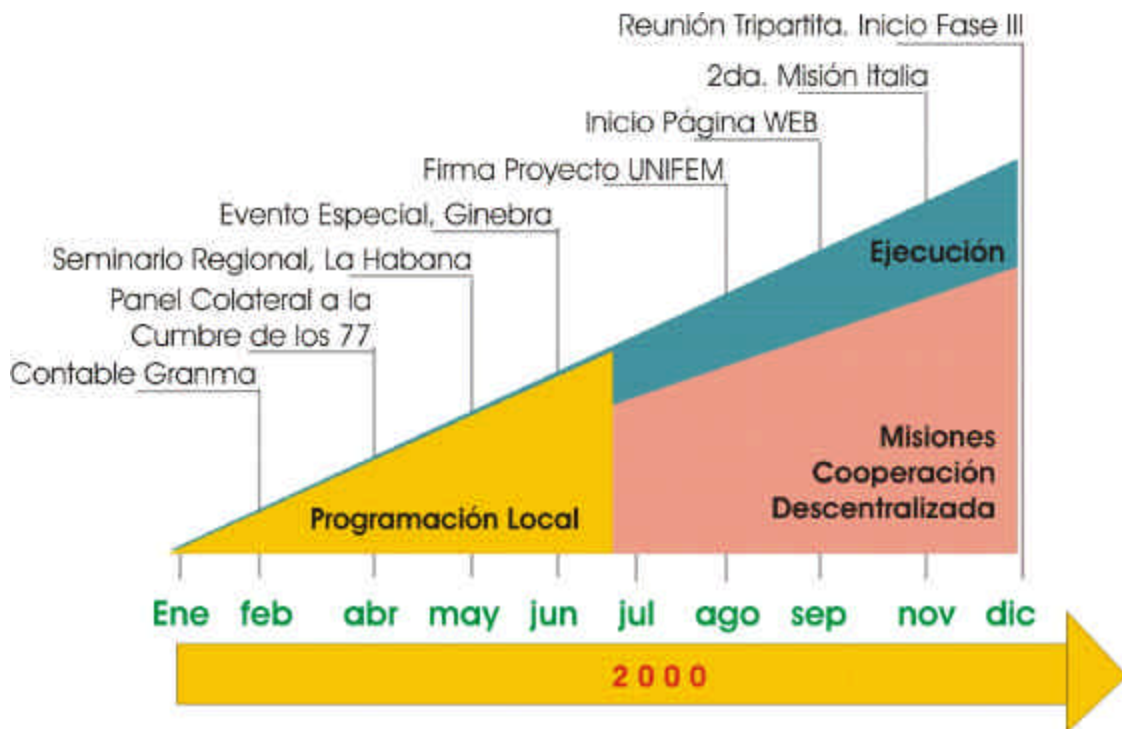 Reunión Tripartita. Inicio Fase III
2da. Misión Italia
Inicio Página WEB
Firma Proyecto UNIFEM
Evento Especial, Ginebra
Seminario Regional, La Habana
Panel Colateral a la
Cumbre de los 77
Contable Granma
Ejecución
Misiones
Cooperación
Descentralizada
Programación Local
Ene feb abr may jun jul ago sep nov dic
2000